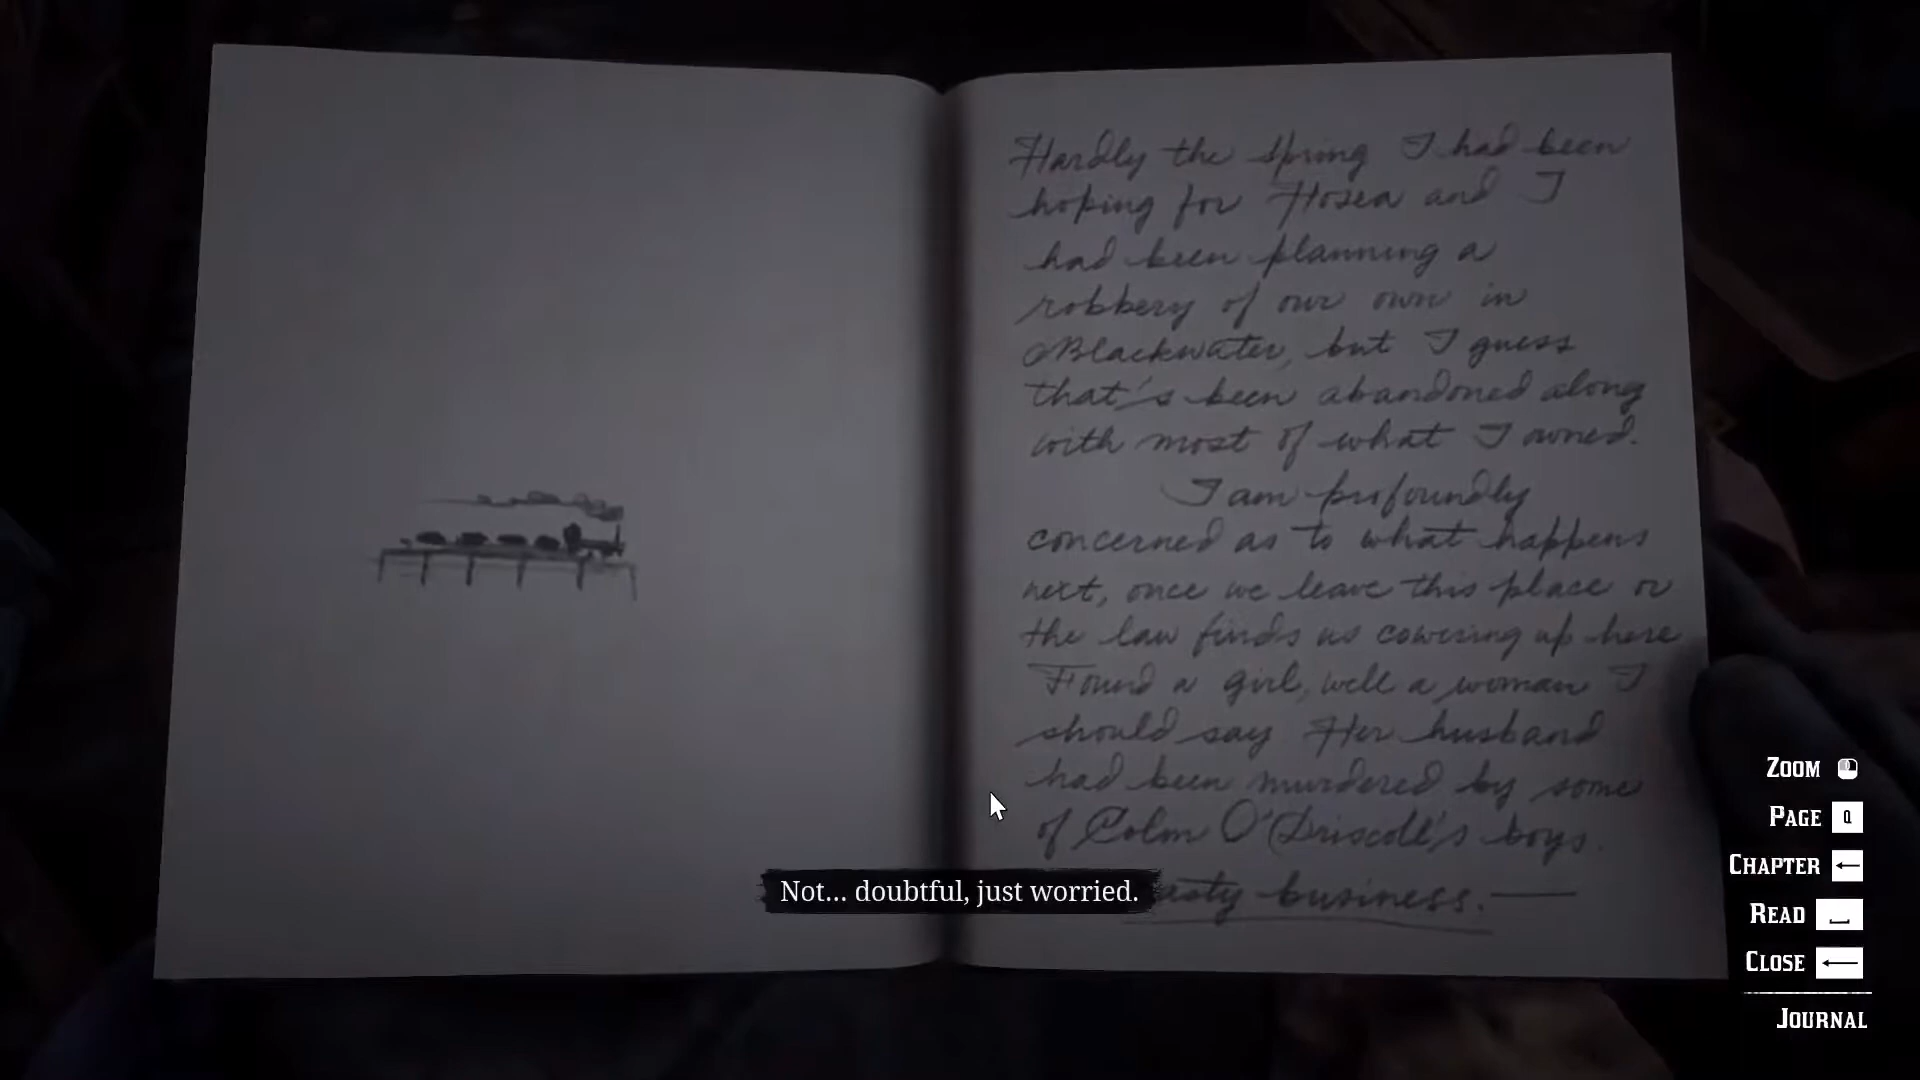 Hardly the spring I had been
hoping for Hosea and I
had been planning a
robbery of our own in
Blackwater, but I guess
that's been abandoned along
with most of what I owned.
I am profoundly
concerned as to what happens
next, once we leave this place or
the law finds us cowering up here
Found a girl, well a woman I
should say Her husband
had been murdered by some
of Colm O'Driscoll's boys.
business.
Not... doubtful, just worried.
ZOOM
PAGE Q
CHAPTER
READ
CLOSE
JOURNAL